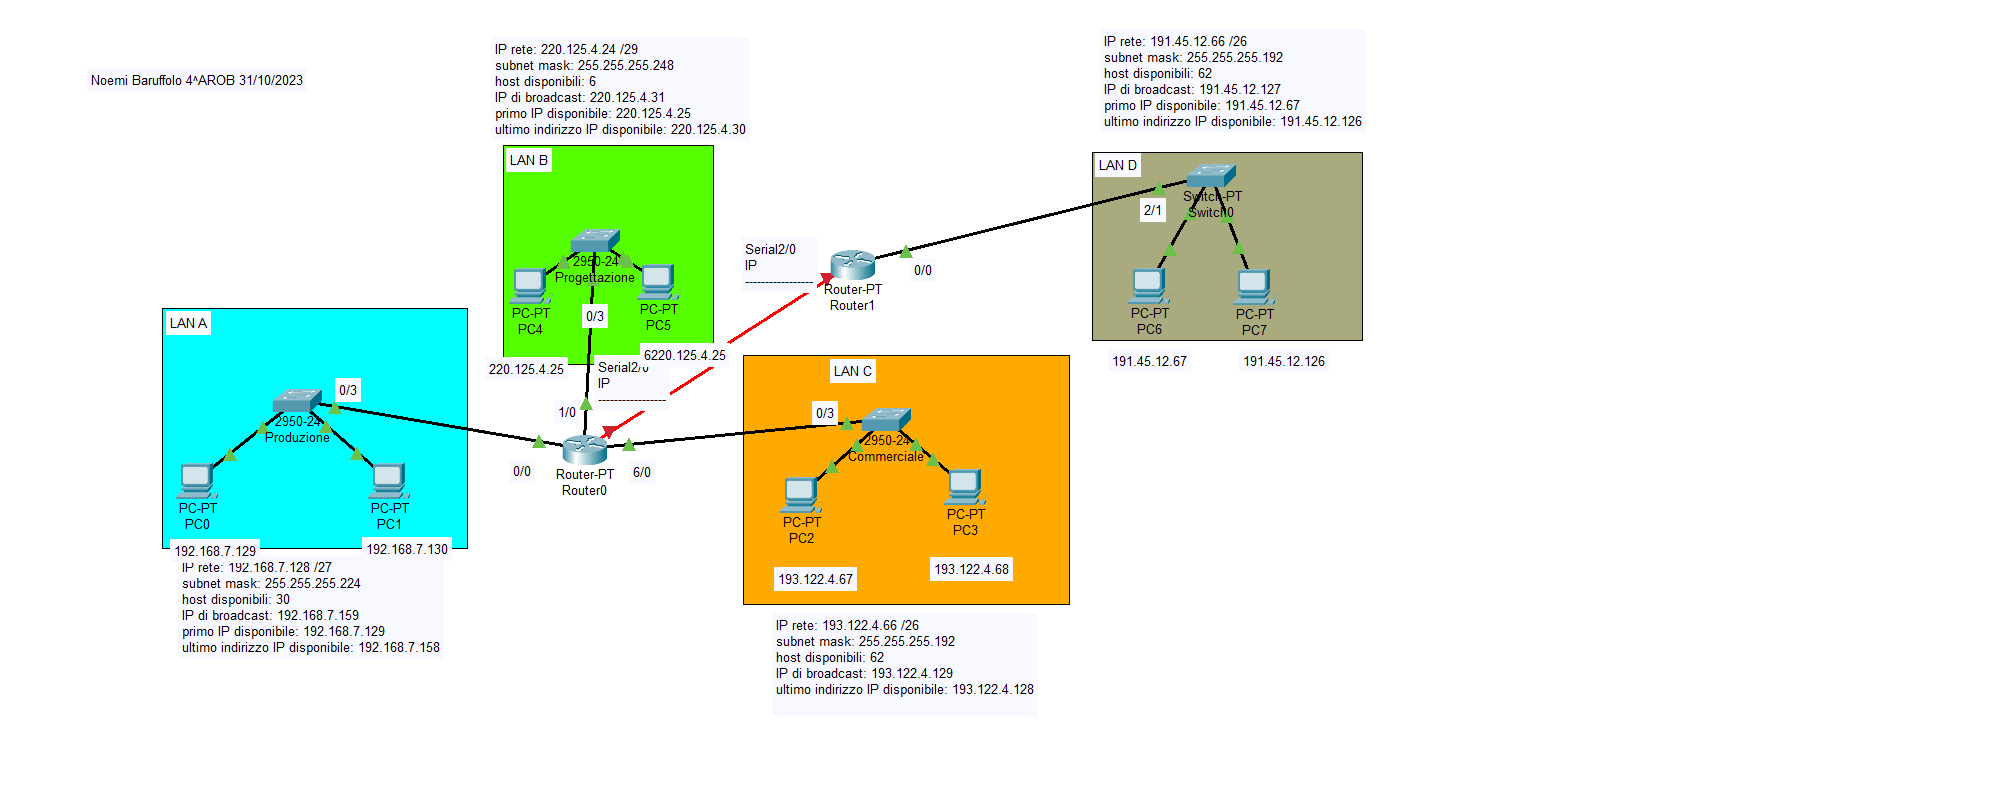 Noemi Baruffolo 4^AROB 31/10/2023
IP rete: 220.125.4.24 /29
subnet mask: 255.255.255.248
host disponibili: 6
IP di broadcast: 220.125.4.31
primo IP disponibile: 220.125.4.25
ultimo indirizzo IP disponibile: 220.125.4.30
IP rete: 191.45.12.66 /26
subnet mask: 255.255.255.192
host disponibili: 62
IP di broadcast: 191.45.12.127
primo IP disponibile: 191.45.12.67
ultimo indirizzo IP disponibile: 191.45.12.126
LAN B
2950-24
Progettazione
PC-PT
PC4
PC-PT
PC5
0/3
220.125.4.25
6220.125.4.25
LAN D
2/1
Switch-PT
Switch0
PC-PT
PC6
PC-PT
PC7
191.45.12.67
191.45.12.126
Serial2/0
IP
-----------------
Router-PT
Router1
0/0
LAN A
0/3
2950-24
Produzione
PC-PT
PC0
PC-PT
PC1
192.168.7.129
192.168.7.130
IP rete: 192.168.7.128 /27
subnet mask: 255.255.255.224
host disponibili: 30
IP di broadcast: 192.168.7.159
primo IP disponibile: 192.168.7.129
ultimo indirizzo IP disponibile: 192.168.7.158
Serial2/0
IP
-----------------
1/0
0/0
6/0
Router-PT
Router0
LAN C
0/3
2950-24
Commerciale
PC-PT
PC2
PC-PT
PC3
193.122.4.67
193.122.4.68
IP rete: 193.122.4.66 /26
subnet mask: 255.255.255.192
host disponibili: 62
IP di broadcast: 193.122.4.129
ultimo indirizzo IP disponibile: 193.122.4.128